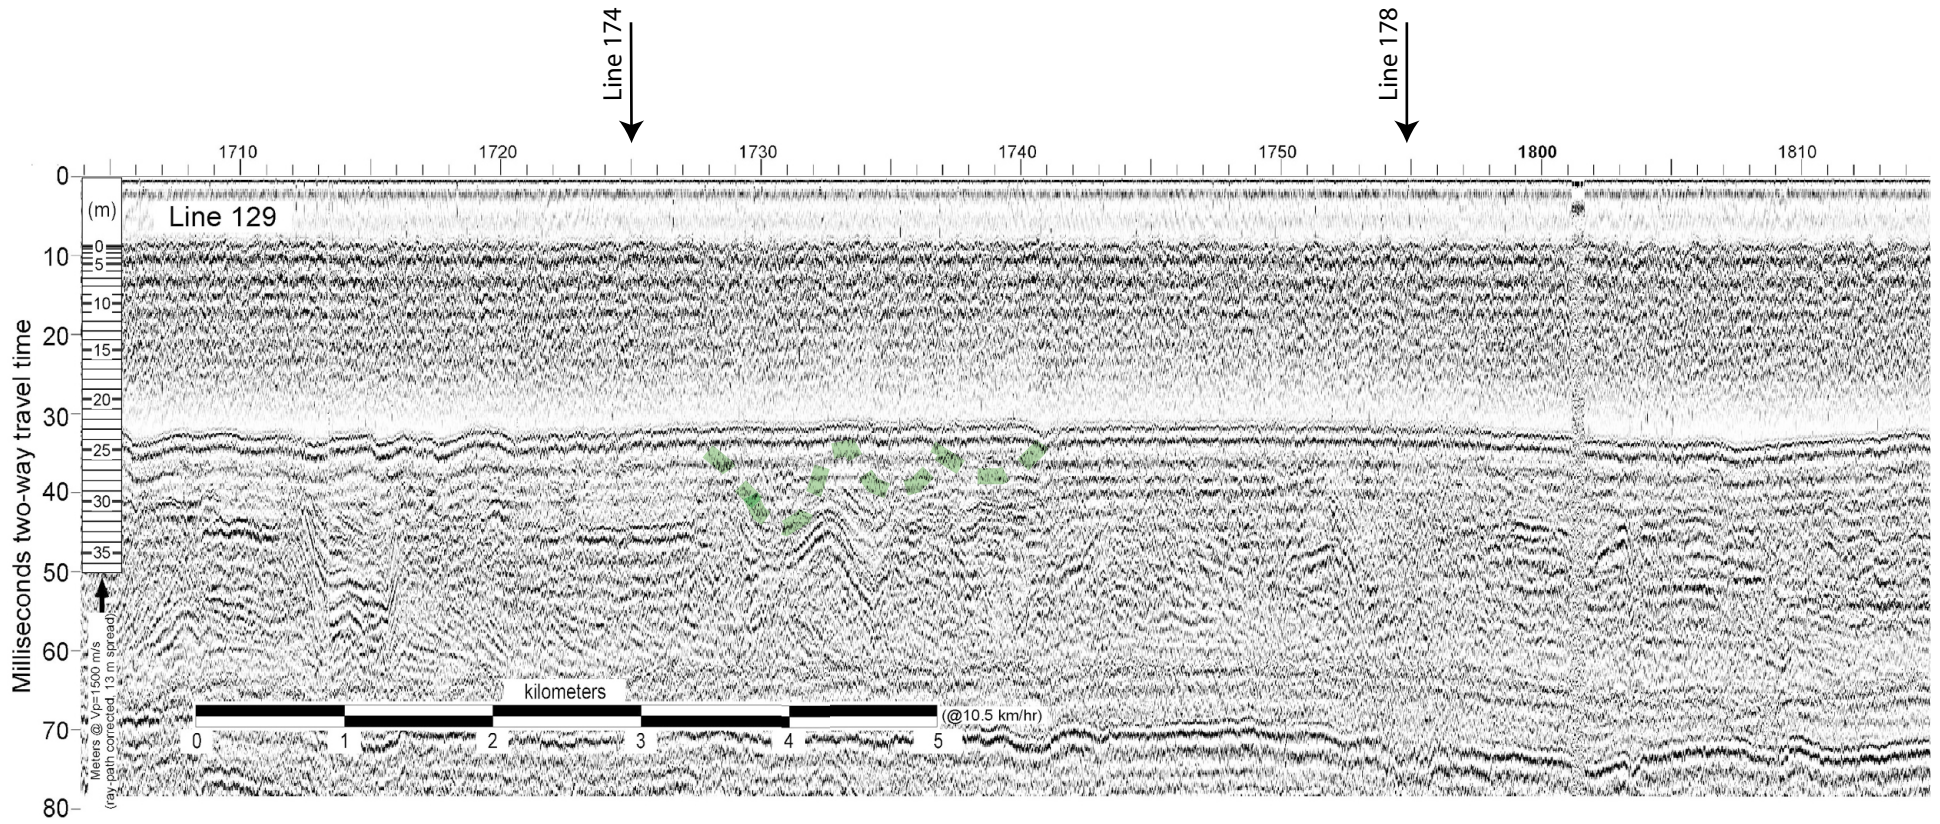 Line 174
Line 178
1710 1720 1730 1740 1750 1800 1810
Line 129
Milliseconds two-way travel time
0
10
20
30
40
50
60
70
80
(m)
0
5
10
15
20
25
30
35
Meters @ Vp=1500 m/s
(ray-path corrected, 13 m spread)
kilometers
(@10.5 km/hr)
0 1 2 3 4 5